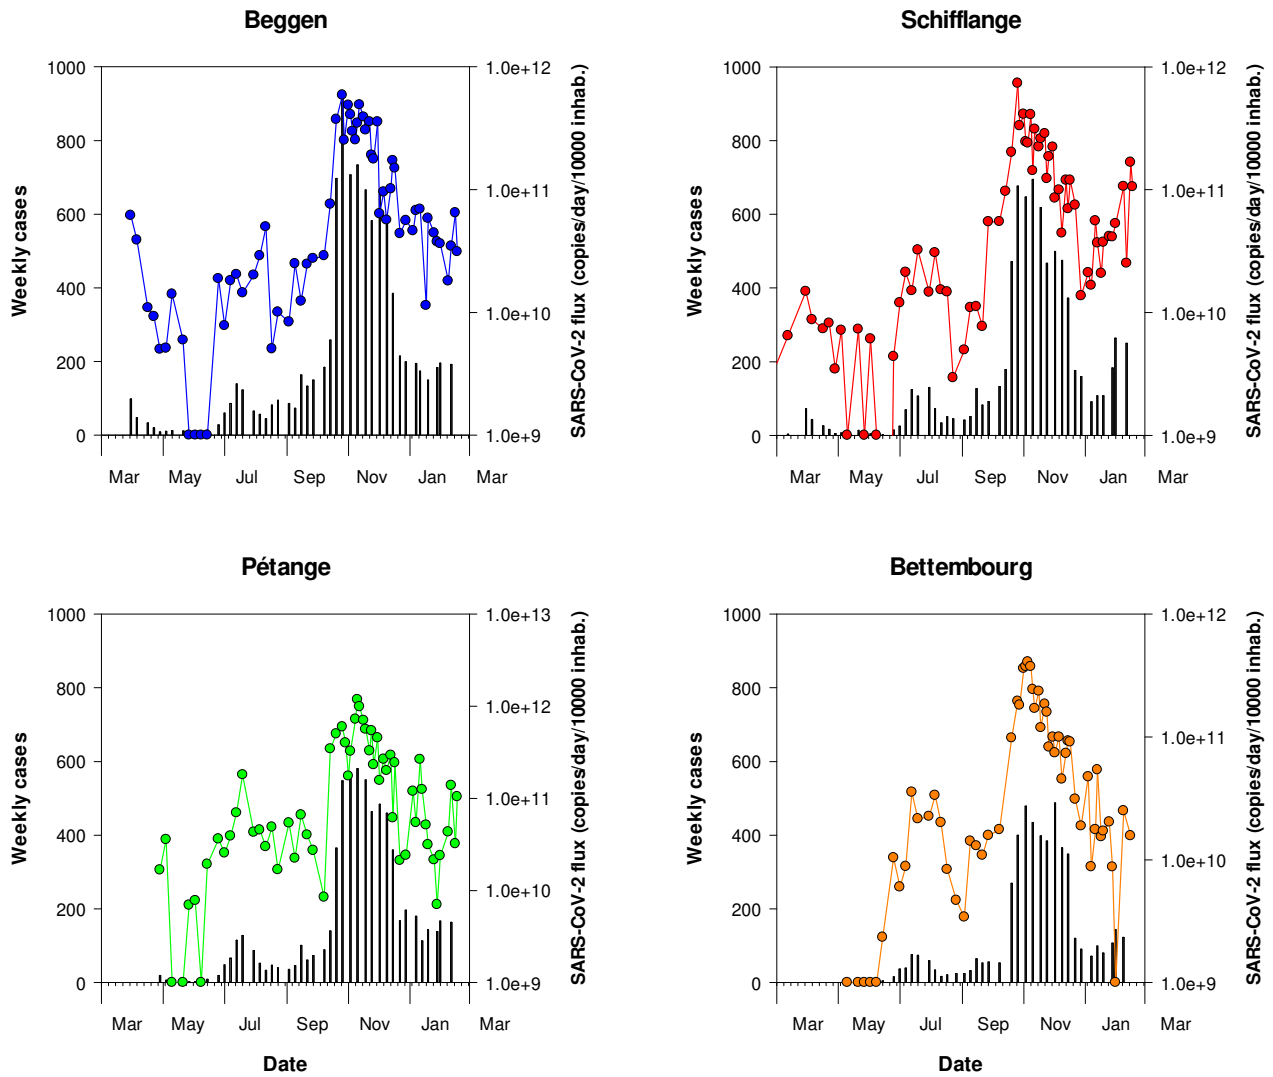 Beggen
Schifflange
1000
800
600
400
200
0
Weekly cases
1.0e+12
1.0e+11
1.0e+10
1.0e+9
SARS-CoV-2 flux (copies/day/10000 inhab.)
Mar May Jul Sep Nov Jan Mar
1000
800
600
400
200
0
Weekly cases
1.0e+12
1.0e+11
1.0e+10
1.0e+9
SARS-CoV-2 flux (copies/day/10000 inhab.)
Mar May Jul Sep Nov Jan Mar
Pétange
Bettembourg
1000
800
600
400
200
0
Weekly cases
1.0e+13
1.0e+12
1.0e+11
1.0e+10
1.0e+9
SARS-CoV-2 flux (copies/day/10000 inhab.)
Mar May Jul Sep Nov Jan Mar
Date
1000
800
600
400
200
0
Weekly cases
1.0e+12
1.0e+11
1.0e+10
1.0e+9
SARS-CoV-2 flux (copies/day/10000 inhab.)
Mar May Jul Sep Nov Jan Mar
Date